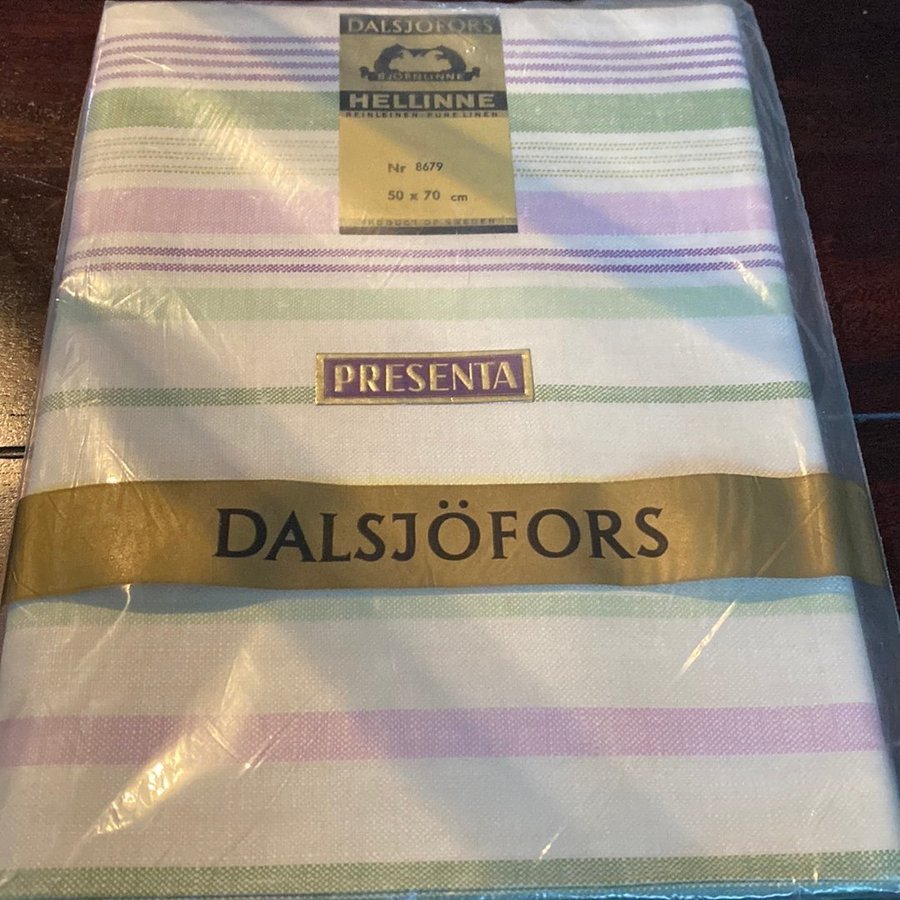 DALSJÖFORS
BJÖRNLINNE
HELLINNE
REINLEINEN · PURE LINEN
Nr 8679
50 x 70 cm
PRODUCT OF SWEDEN
PRESENTA
DALSJÖFORS